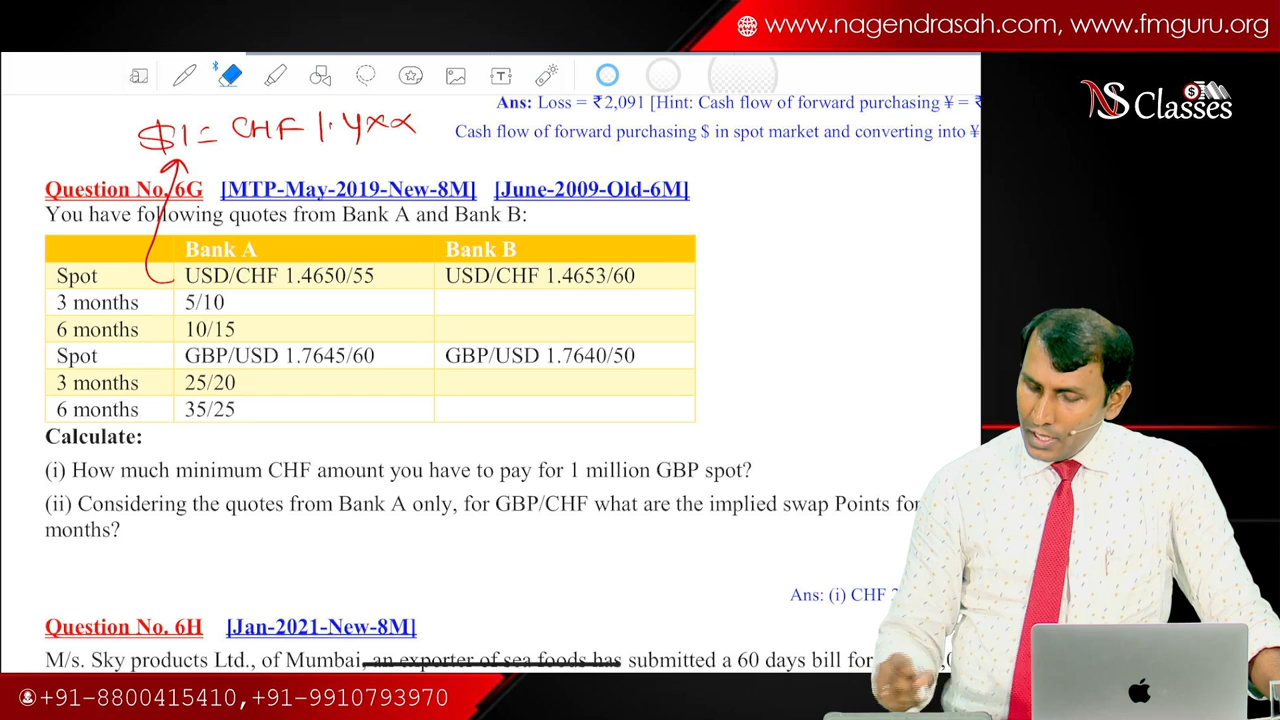 www.nagendrasah.com, www.fmguru.org
NS Classes
Ans: Loss = ₹2,091 [Hint: Cash flow of forward purchasing ¥ = ₹
Cash flow of forward purchasing $ in spot market and converting into ¥
$1 = CHF 1.4xx
Question No. 6G [MTP-May-2019-New-8M] [June-2009-Old-6M]
You have following quotes from Bank A and Bank B:
Bank A Bank B
Spot USD/CHF 1.4650/55 USD/CHF 1.4653/60
3 months 5/10
6 months 10/15
Spot GBP/USD 1.7645/60 GBP/USD 1.7640/50
3 months 25/20
6 months 35/25
Calculate:
(i) How much minimum CHF amount you have to pay for 1 million GBP spot?
(ii) Considering the quotes from Bank A only, for GBP/CHF what are the implied swap Points for
months?
Ans: (i) CHF
Question No. 6H [Jan-2021-New-8M]
M/s. Sky products Ltd., of Mumbai, an exporter of sea foods has submitted a 60 days bill for
+91-8800415410,+91-9910793970